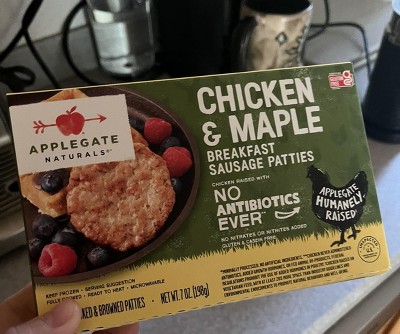 APPLEGATE
NATURALS
CHICKEN
& MAPLE
BREAKFAST
SAUSAGE PATTIES
CHICKEN RAISED WITH
NO
ANTIBIOTICS
EVER
NO NITRATES OR NITRITES ADDED
GLUTEN & CASEIN FREE
APPLEGATE
HUMANELY
RAISED
KEEP FROZEN • SERVING SUGGESTION
FULLY COOKED • READY TO HEAT • MICROWAVABLE
& BROWNED PATTIES • NET WT. 7 OZ. (198g)